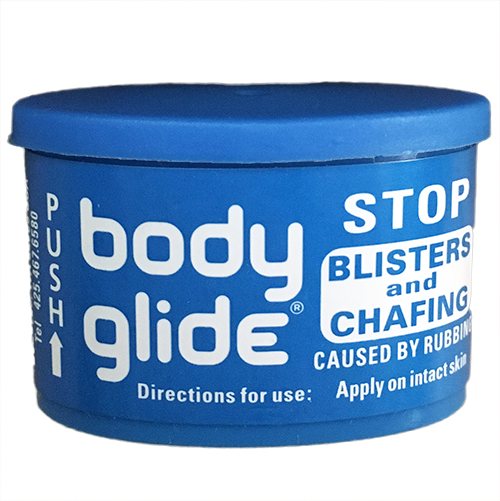 PUSH
Tel 425.467.6580
body
glide®
STOP
BLISTERS
and
CHAFING
CAUSED BY RUBBING
Directions for use: Apply on intact skin